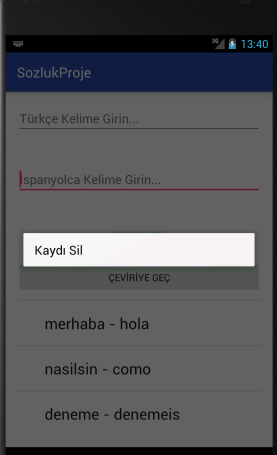 3G 13:40
SozlukProje
Türkçe Kelime Girin...
İspanyolca Kelime Girin...
Kaydı Sil
ÇEVİRİYE GEÇ
merhaba - hola
nasilsin - como
deneme - denemeis